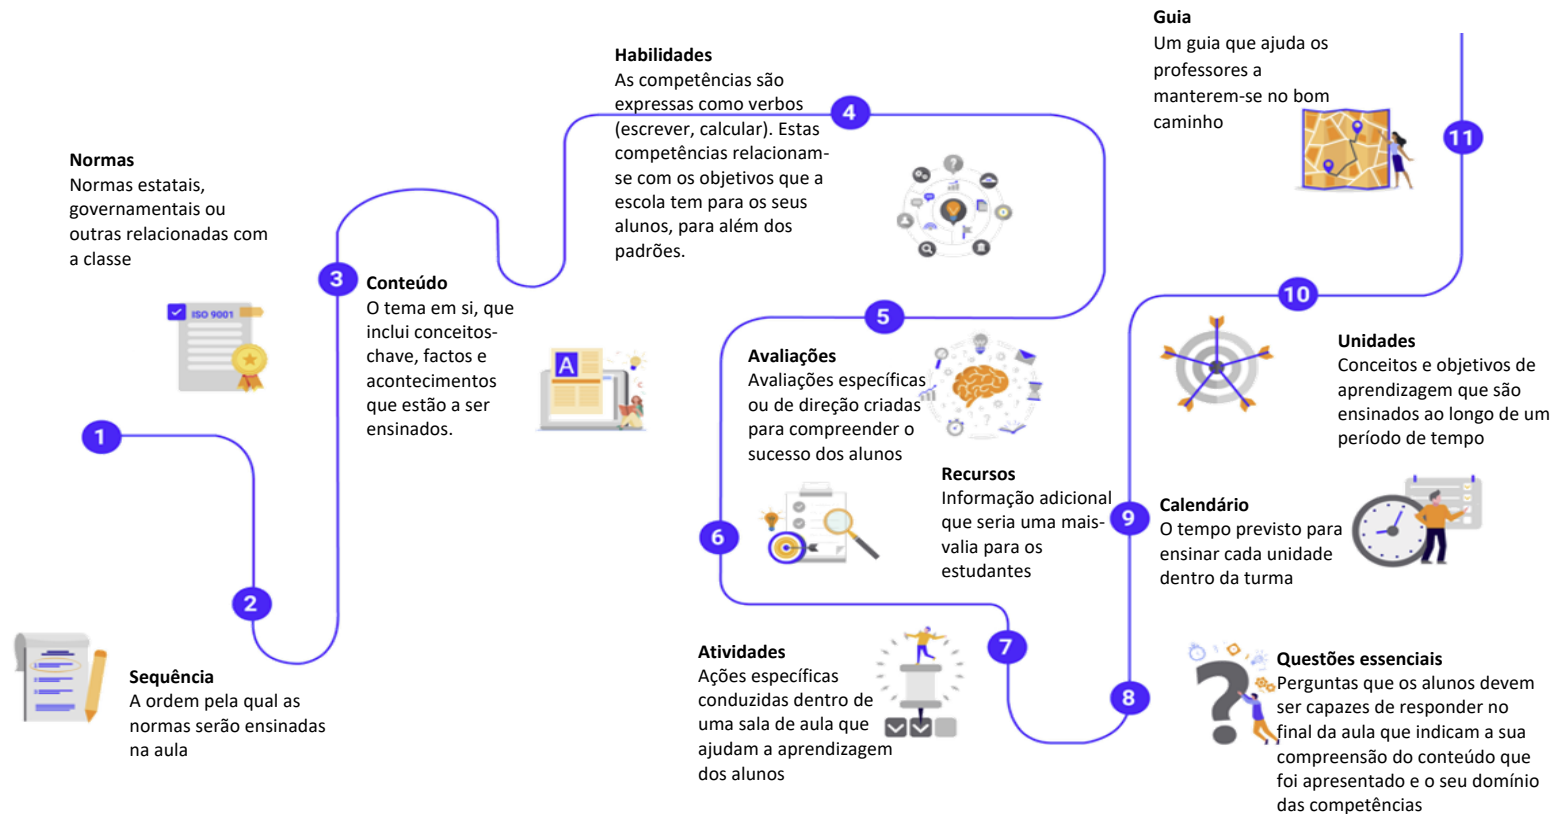 1
Normas
Normas estatais,
governamentais ou
outras relacionadas com
a classe
ISO 9001
2
Sequência
A ordem pela qual as
normas serão ensinadas
na aula
3
Conteúdo
O tema em si, que
inclui conceitos-
chave, factos e
acontecimentos
que estão a ser
ensinados.
A
4
Habilidades
As competências são
expressas como verbos
(escrever, calcular). Estas
competências relacionam-
se com os objetivos que a
escola tem para os seus
alunos, para além dos
padrões.
?
5
Avaliações
Avaliações específicas
ou de direção criadas
para compreender o
sucesso dos alunos
?
6
Recursos
Informação adicional
que seria uma mais-
valia para os
estudantes
7
Atividades
Ações específicas
conduzidas dentro de
uma sala de aula que
ajudam a aprendizagem
dos alunos
8
?
Questões essenciais
Perguntas que os alunos devem
ser capazes de responder no
final da aula que indicam a sua
compreensão do conteúdo que
foi apresentado e o seu domínio
das competências
9
Calendário
O tempo previsto para
ensinar cada unidade
dentro da turma
10
Unidades
Conceitos e objetivos de
aprendizagem que são
ensinados ao longo de um
período de tempo
11
Guia
Um guia que ajuda os
professores a
manterem-se no bom
caminho